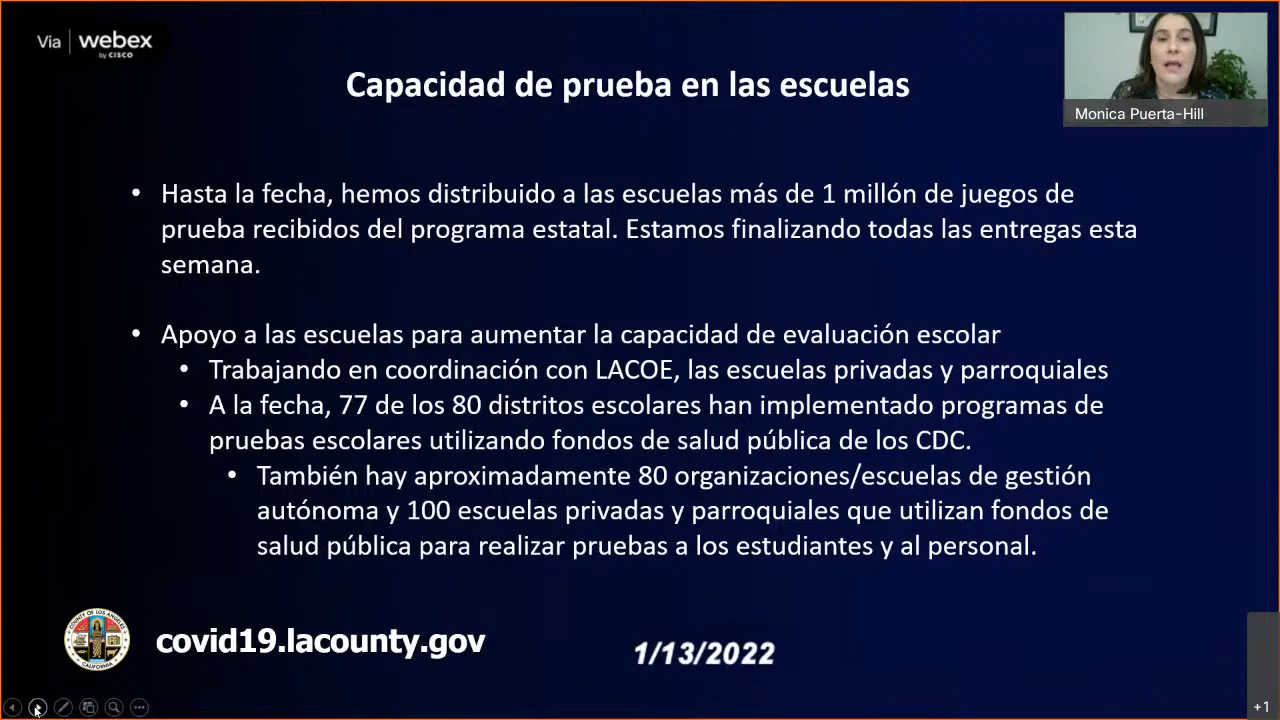 Via webex
by CISCO
Capacidad de prueba en las escuelas
Monica Puerta-Hill
• Hasta la fecha, hemos distribuido a las escuelas más de 1 millón de juegos de
prueba recibidos del programa estatal. Estamos finalizando todas las entregas esta
semana.
• Apoyo a las escuelas para aumentar la capacidad de evaluación escolar
• Trabajando en coordinación con LACOE, las escuelas privadas y parroquiales
• A la fecha, 77 de los 80 distritos escolares han implementado programas de
pruebas escolares utilizando fondos de salud pública de los CDC.
• También hay aproximadamente 80 organizaciones/escuelas de gestión
autónoma y 100 escuelas privadas y parroquiales que utilizan fondos de
salud pública para realizar pruebas a los estudiantes y al personal.
COUNTY OF LOS ANGELES
CALIFORNIA
covid19.lacounty.gov
1/13/2022
+1